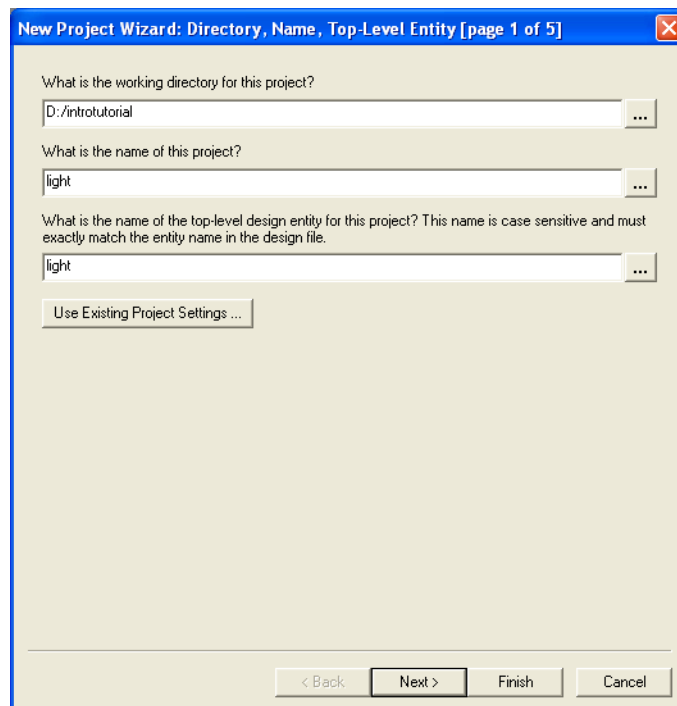 New Project Wizard: Directory, Name, Top-Level Entity [page 1 of 5]
What is the working directory for this project?
D:/introtutorial
...
What is the name of this project?
light
...
What is the name of the top-level design entity for this project? This name is case sensitive and must
exactly match the entity name in the design file.
light
...
Use Existing Project Settings ...
< Back
Next >
Finish
Cancel